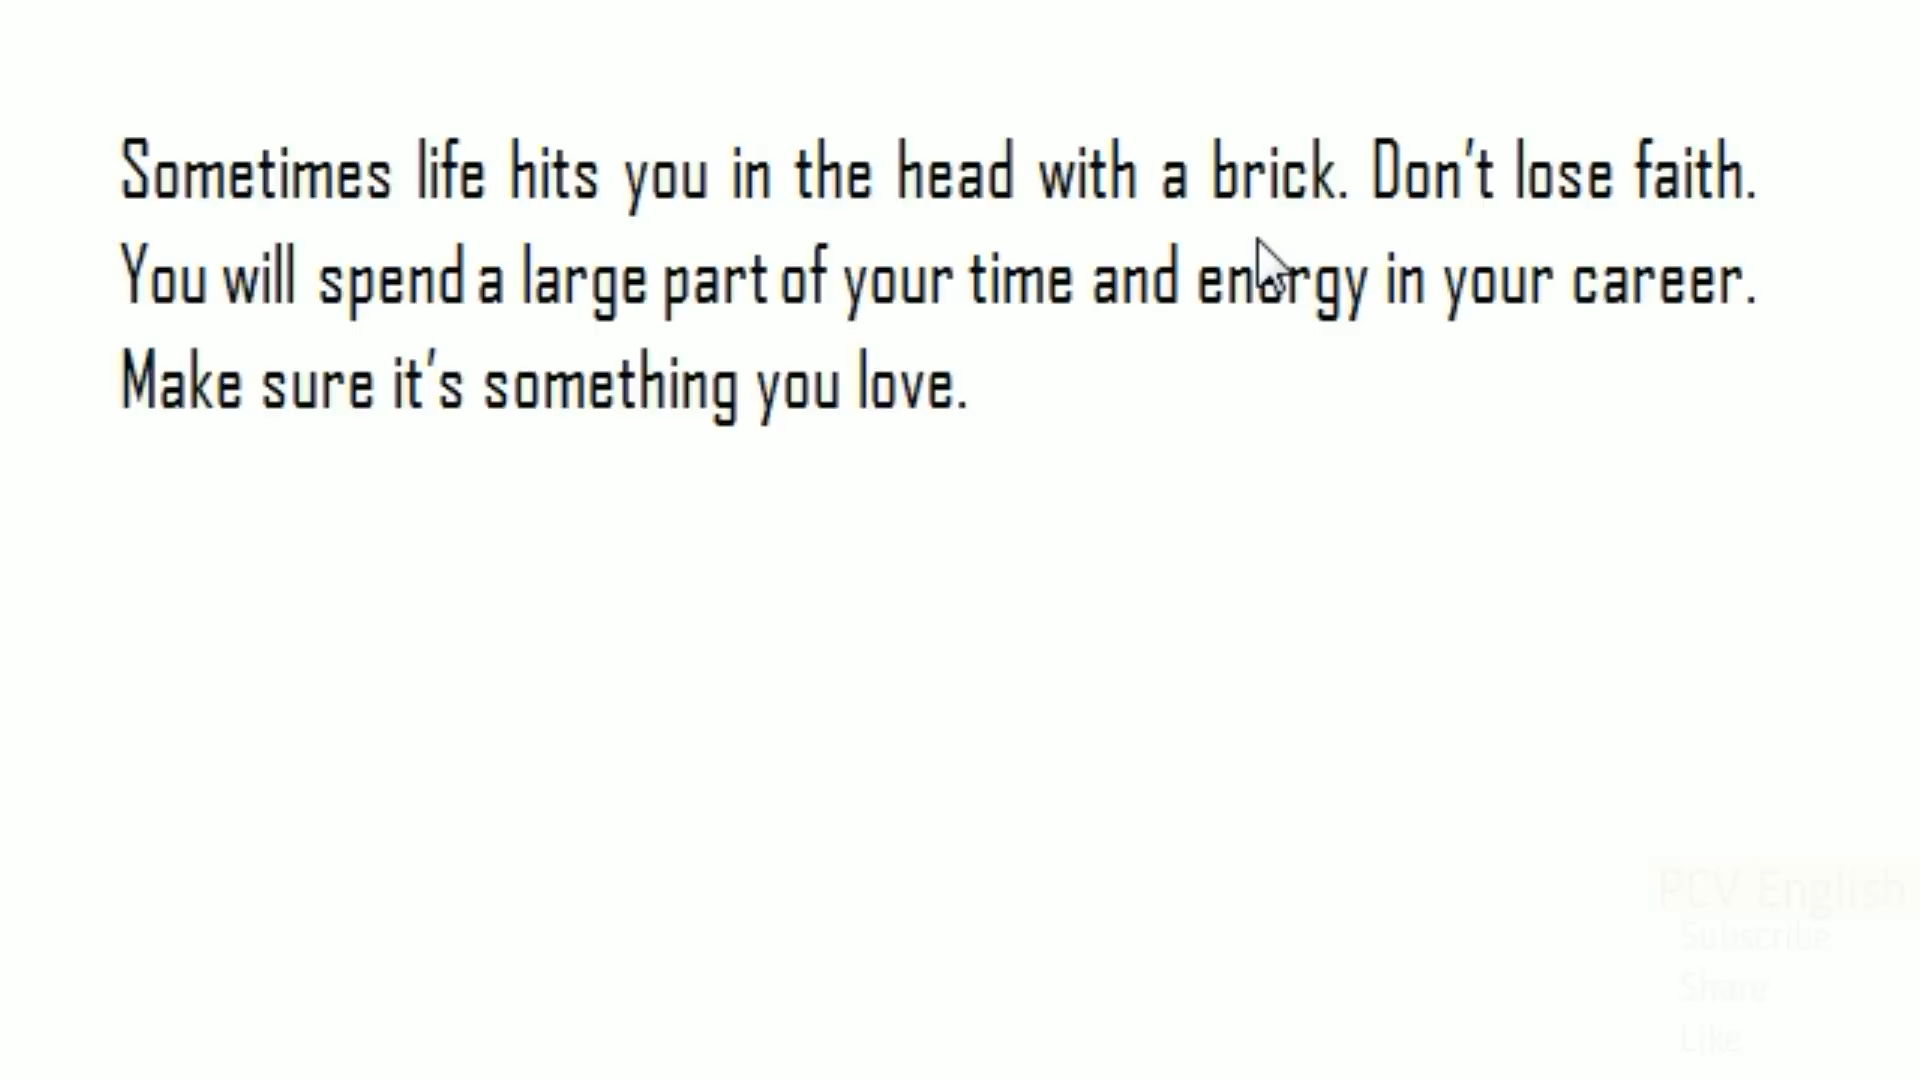 Sometimes life hits you in the head with a brick. Don’t lose faith.
You will spend a large part of your time and energy in your career.
Make sure it’s something you love.
PCV English
Subscribe
Share
Like